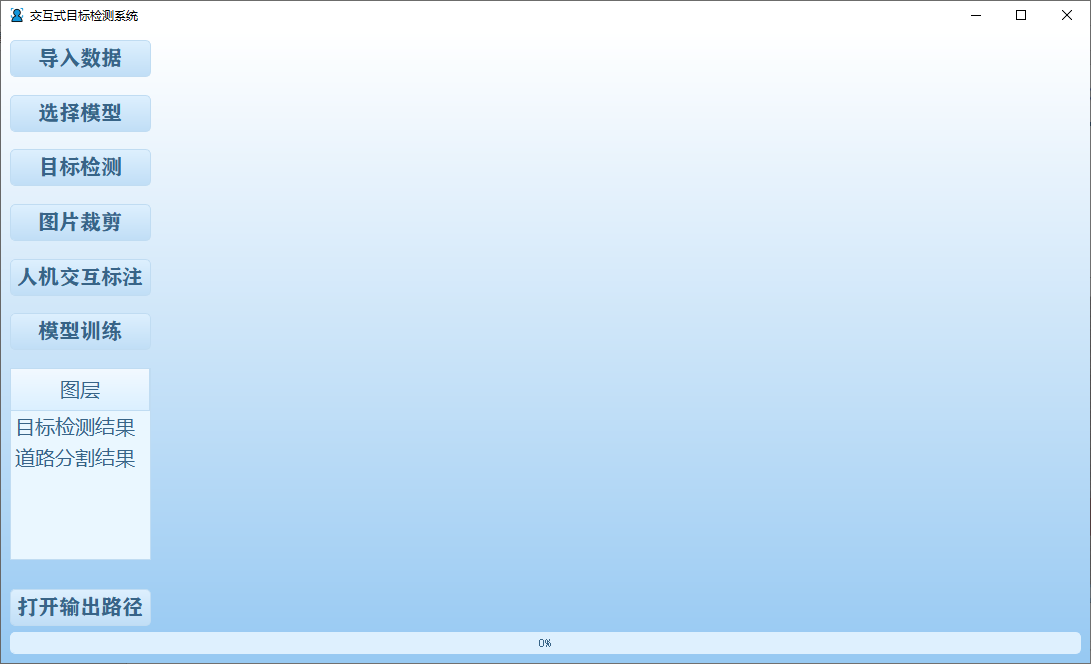 交互式目标检测系统
导入数据
选择模型
目标检测
图片裁剪
人机交互标注
模型训练
图层
目标检测结果
道路分割结果
打开输出路径
0%